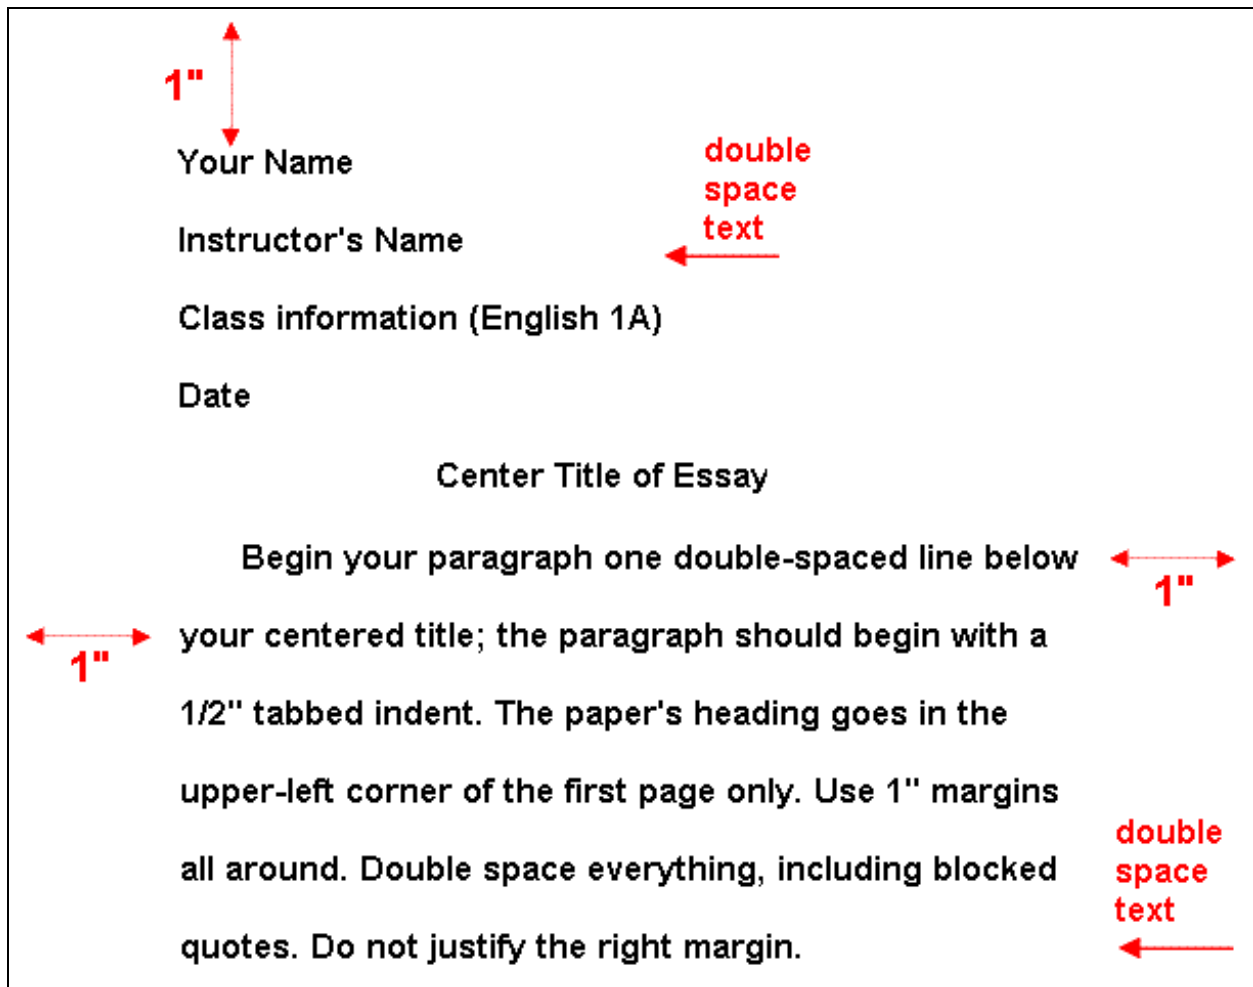 1"
Your Name
double
space
text
Instructor's Name
Class information (English 1A)
Date
Center Title of Essay
Begin your paragraph one double-spaced line below
1"
your centered title; the paragraph should begin with a
1"
1/2" tabbed indent. The paper's heading goes in the
upper-left corner of the first page only. Use 1" margins
all around. Double space everything, including blocked
quotes. Do not justify the right margin.
double
space
text